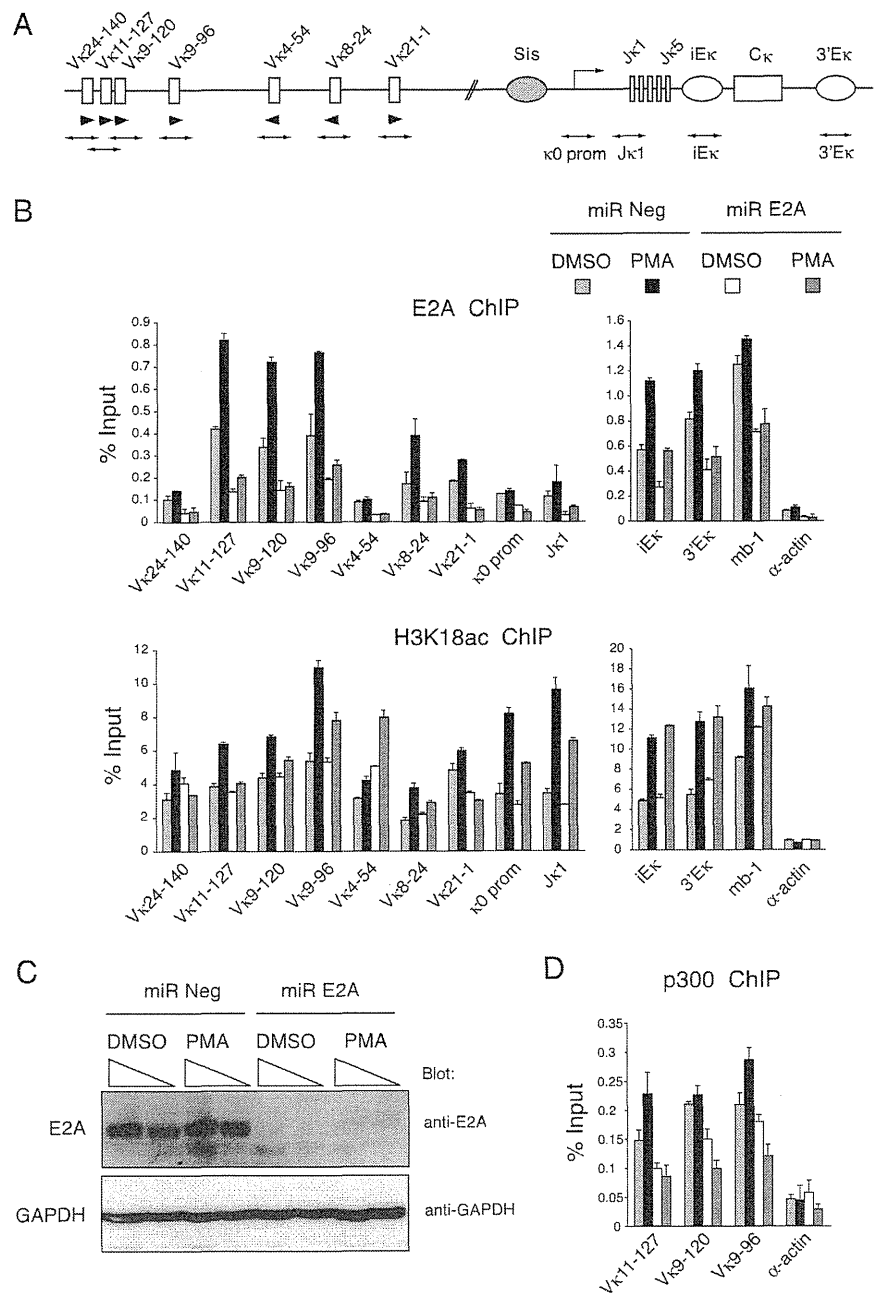 A
Vκ24-140 Vκ11-127 Vκ9-120 Vκ9-96 Vκ4-54 Vκ8-24 Vκ21-1 Sis Jκ1 Jκ5 iEκ Cκ 3'Eκ
κ0 prom Jκ1 iEκ 3'Eκ
B
miR Neg miR E2A
DMSO PMA DMSO PMA
E2A ChIP
% Input
0.9
0.8
0.7
0.6
0.5
0.4
0.3
0.2
0.1
0
Vκ24-140 Vκ11-127 Vκ9-120 Vκ9-96 Vκ4-54 Vκ8-24 Vκ21-1 κ0 prom Jκ1
1.6
1.4
1.2
1.0
0.8
0.6
0.4
0.2
0
iEκ 3'Eκ mb-1 α-actin
H3K18ac ChIP
% Input
12
10
8
6
4
2
0
Vκ24-140 Vκ11-127 Vκ9-120 Vκ9-96 Vκ4-54 Vκ8-24 Vκ21-1 κ0 prom Jκ1
20
18
16
14
12
10
8
6
4
2
0
iEκ 3'Eκ mb-1 α-actin
C
miR Neg miR E2A
DMSO PMA DMSO PMA
Blot:
E2A anti-E2A
GAPDH anti-GAPDH
D
p300 ChIP
% Input
0.35
0.3
0.25
0.2
0.15
0.1
0.05
0
Vκ11-127 Vκ9-120 Vκ9-96 α-actin